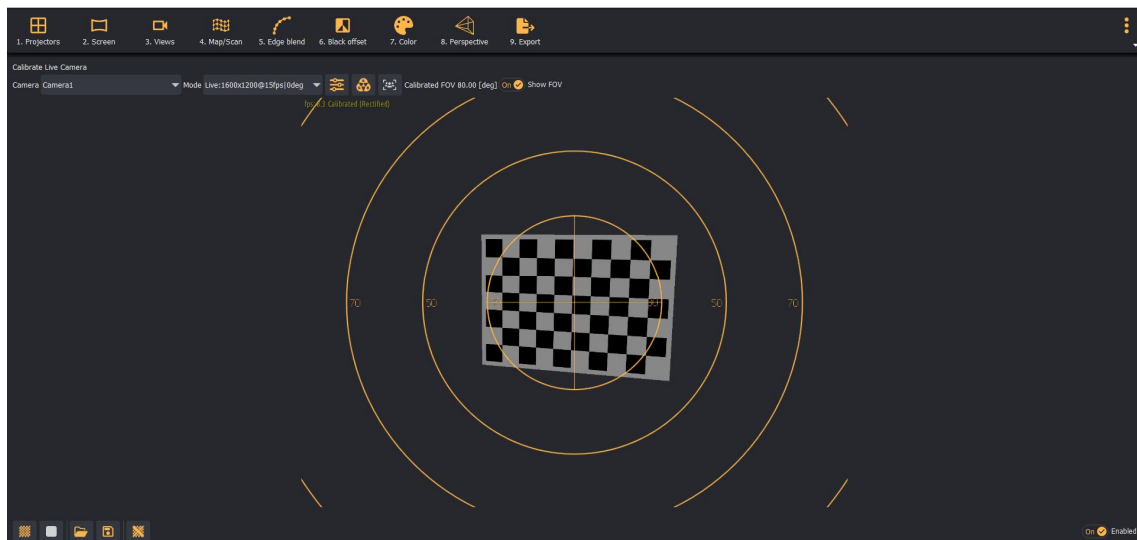 1. Projectors 2. Screen 3. Views 4. Map/Scan 5. Edge blend 6. Black offset 7. Color 8. Perspective 9. Export
Calibrate Live Camera
Camera Camera1 Mode Live:1600x1200@15fps|0deg Calibrated FOV 80.00 [deg] On Show FOV
Calibrated (Rectified)
70 50 50 70
On Enabled